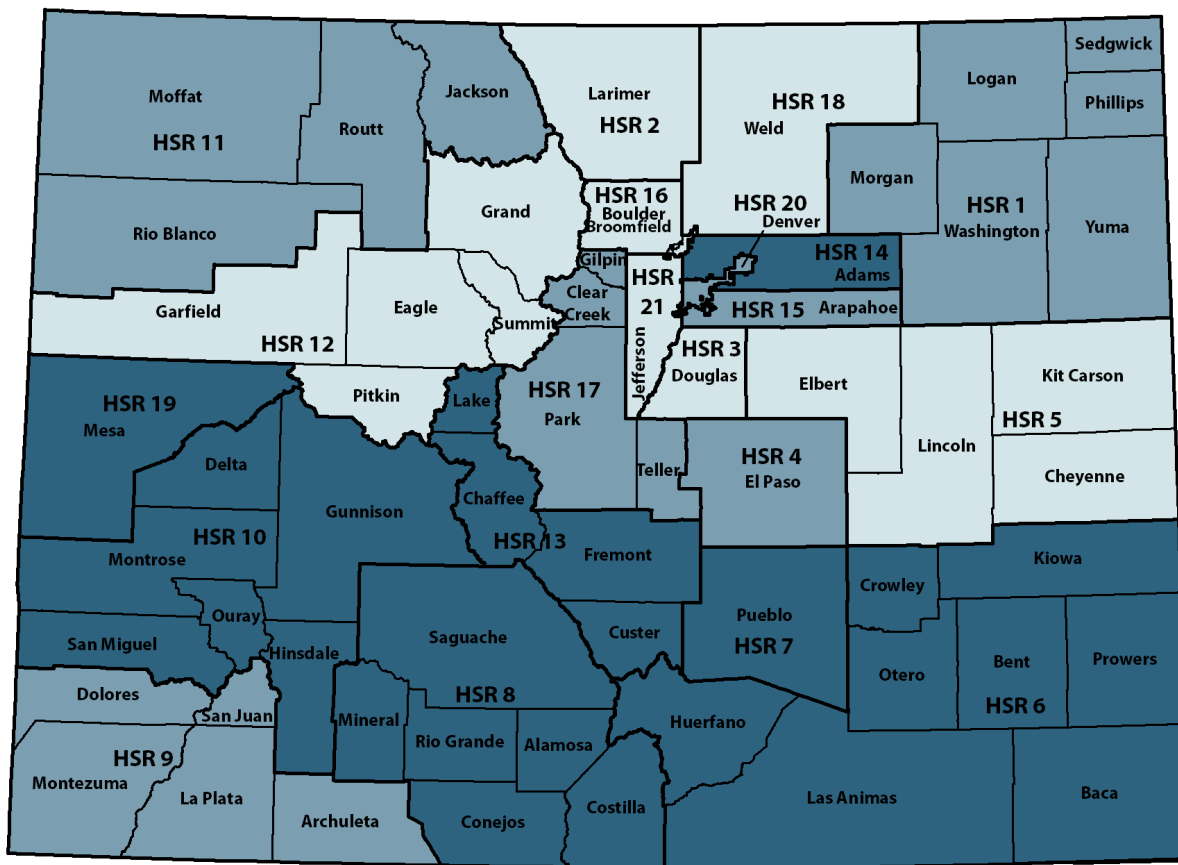 Sedgwick
Logan
Moffat
Jackson
Larimer
HSR 18
Phillips
HSR 2
Weld
Routt
HSR 11
Morgan
HSR 16
HSR 20
HSR 1
Grand
Boulder
Broomfield
Denver
Washington
Yuma
Rio Blanco
HSR 14
Gilpin
HSR
21
Adams
Clear
Creek
Eagle
Garfield
HSR 15
Arapahoe
Summit
HSR 12
HSR 3
Douglas
Jefferson
Elbert
Kit Carson
HSR 17
Pitkin
Lake
HSR 19
Mesa
Park
HSR 5
Lincoln
HSR 4
El Paso
Delta
Teller
Cheyenne
Chaffee
Gunnison
HSR 10
HSR 13
Montrose
Fremont
Kiowa
Crowley
Ouray
Pueblo
Custer
Saguache
San Miguel
HSR 7
Hinsdale
Bent
Prowers
Otero
Dolores
HSR 8
HSR 6
San Juan
Mineral
Huerfano
Rio Grande
Alamosa
HSR 9
Montezuma
La Plata
Las Animas
Baca
Costilla
Archuleta
Conejos